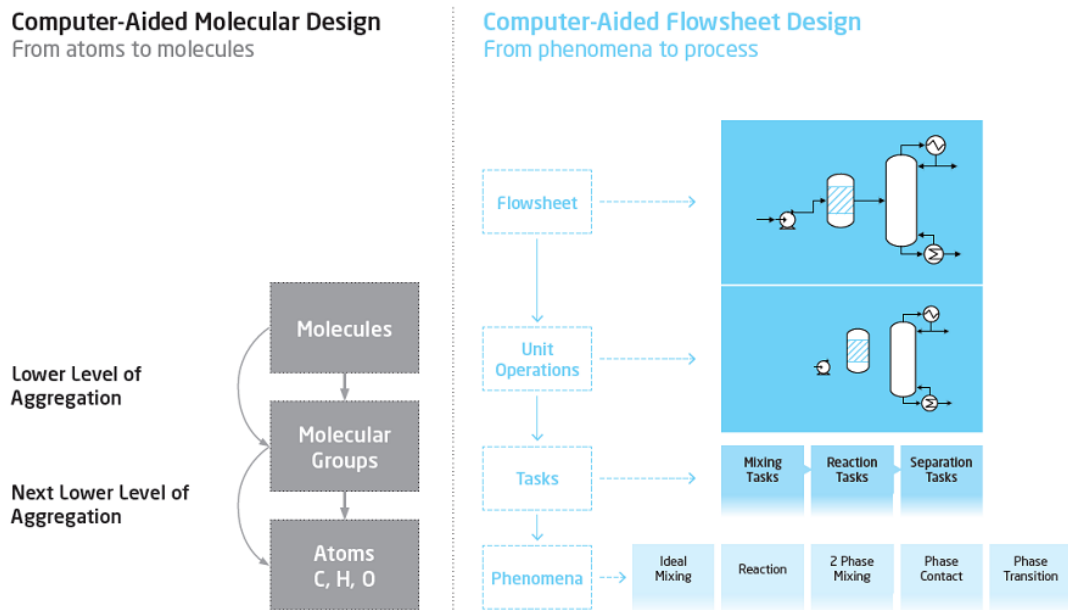 Computer-Aided Molecular Design
From atoms to molecules
Molecules
Lower Level of
Aggregation
Molecular
Groups
Next Lower Level of
Aggregation
Atoms
C, H, O
Computer-Aided Flowsheet Design
From phenomena to process
Flowsheet
Unit
Operations
Tasks
Mixing
Tasks
Reaction
Tasks
Separation
Tasks
Phenomena
Ideal
Mixing
Reaction
2 Phase
Mixing
Phase
Contact
Phase
Transition